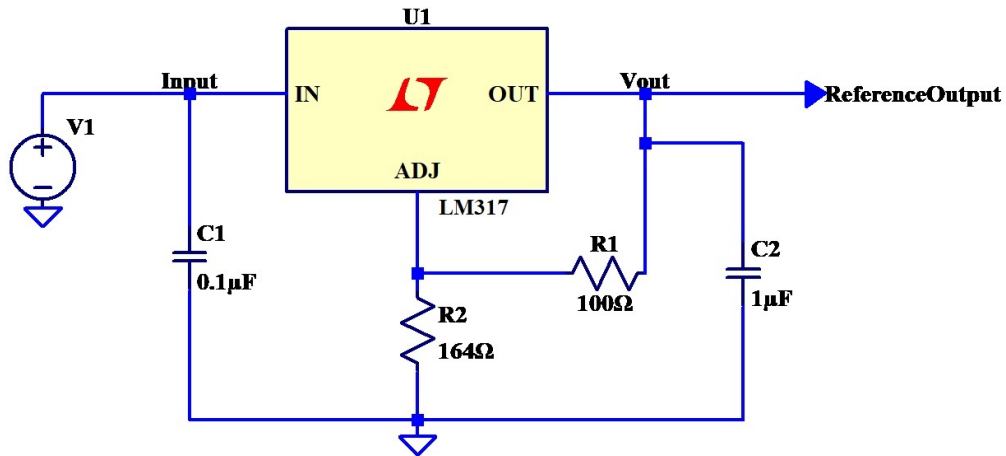 U1
Input
IN
OUT
Vout
ReferenceOutput
V1
ADJ
LM317
C1
0.1µF
R1
100Ω
C2
1µF
R2
164Ω